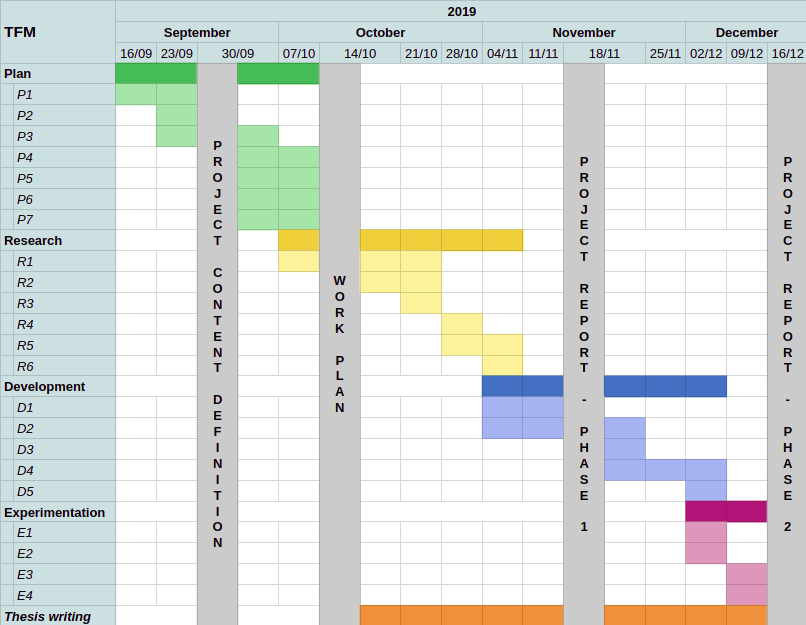 TFM
2019
September October November December
16/09 23/09 30/09 07/10 14/10 21/10 28/10 04/11 11/11 18/11 25/11 02/12 09/12 16/12
Plan
P1
P2
P3
P4
P5
P6
P7
Research
R1
R2
R3
R4
R5
R6
Development
D1
D2
D3
D4
D5
Experimentation
E1
E2
E3
E4
Thesis writing
PROJECT CONTENT DEFINITION
WORK PLAN
PROJECT REPORT - PHASE 1
PROJECT REPORT - PHASE 2